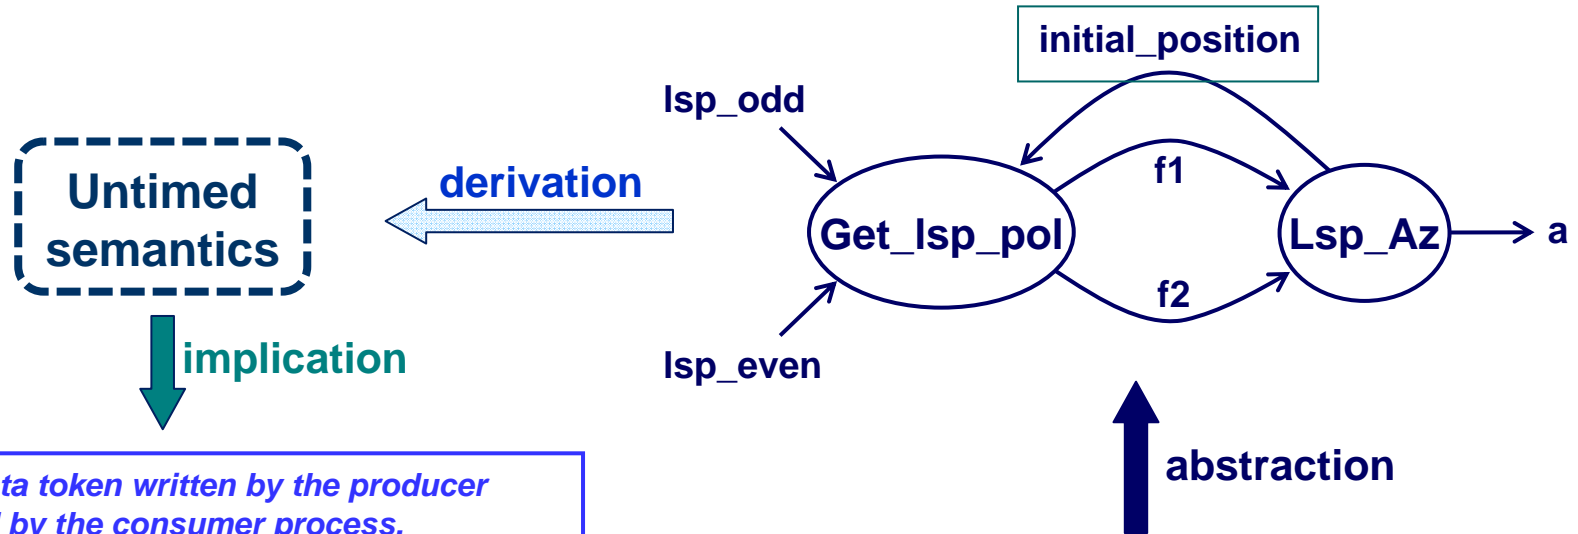 initial_position
lsp_odd
Untimed
semantics
derivation
f1
Get_lsp_pol
Lsp_Az
a
f2
implication
lsp_even
abstraction
ta token written by the producer
by the consumer process.